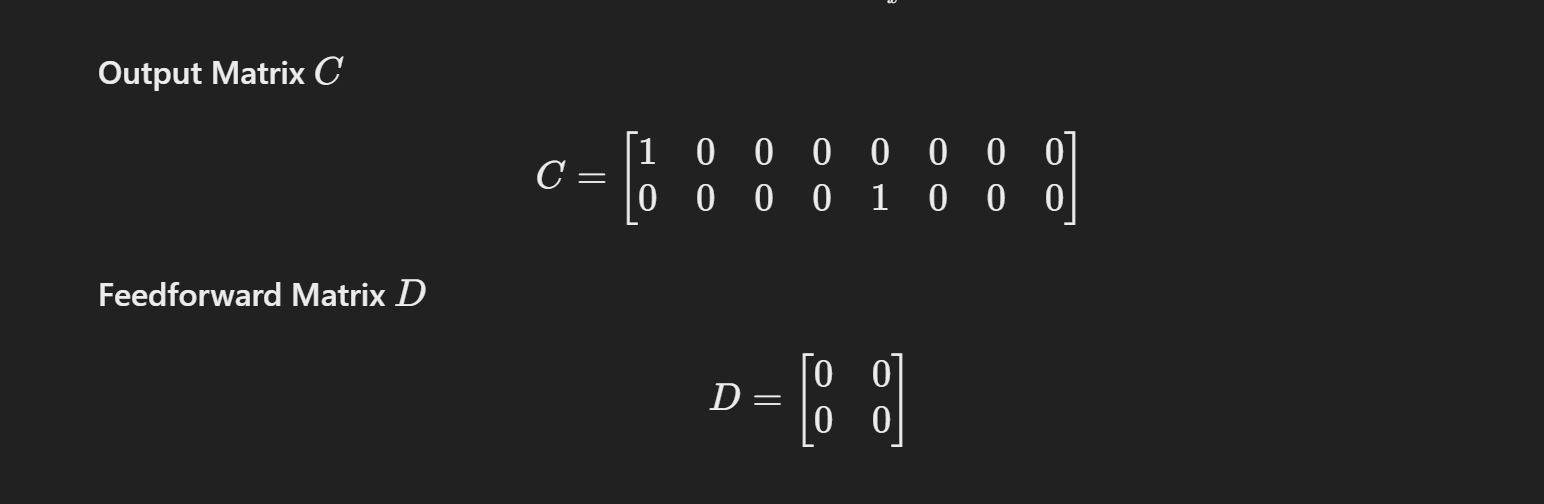 Output Matrix C
C = [1 0 0 0 0 0 0 0
0 0 0 0 1 0 0 0]
Feedforward Matrix D
D = [0 0
0 0]